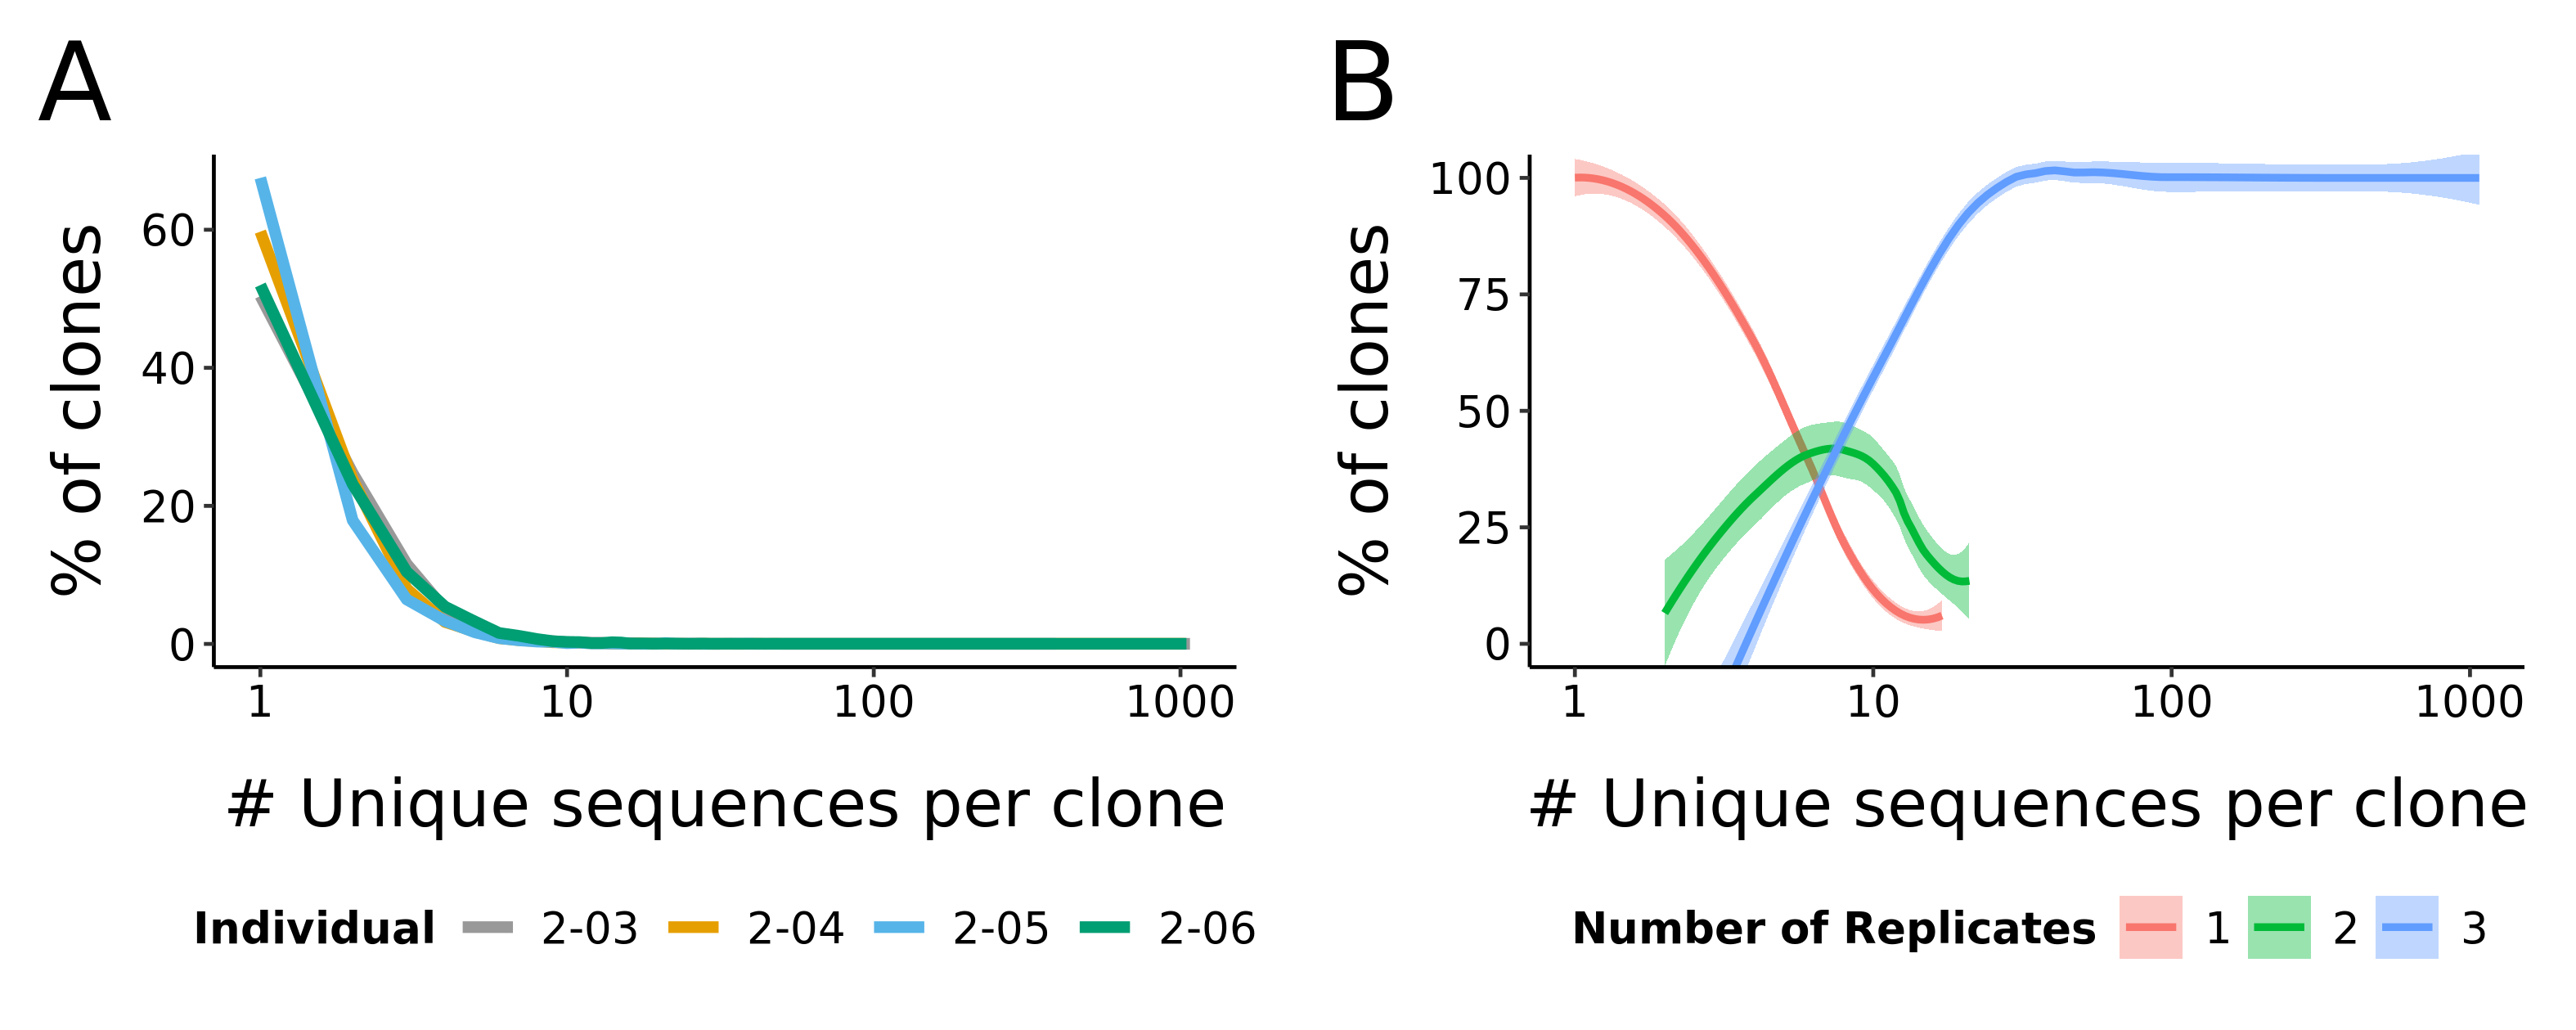 A
% of clones
60
40
20
0
1 10 100 1000
# Unique sequences per clone
Individual 2-03 2-04 2-05 2-06
B
% of clones
100
75
50
25
0
1 10 100 1000
# Unique sequences per clone
Number of Replicates 1 2 3